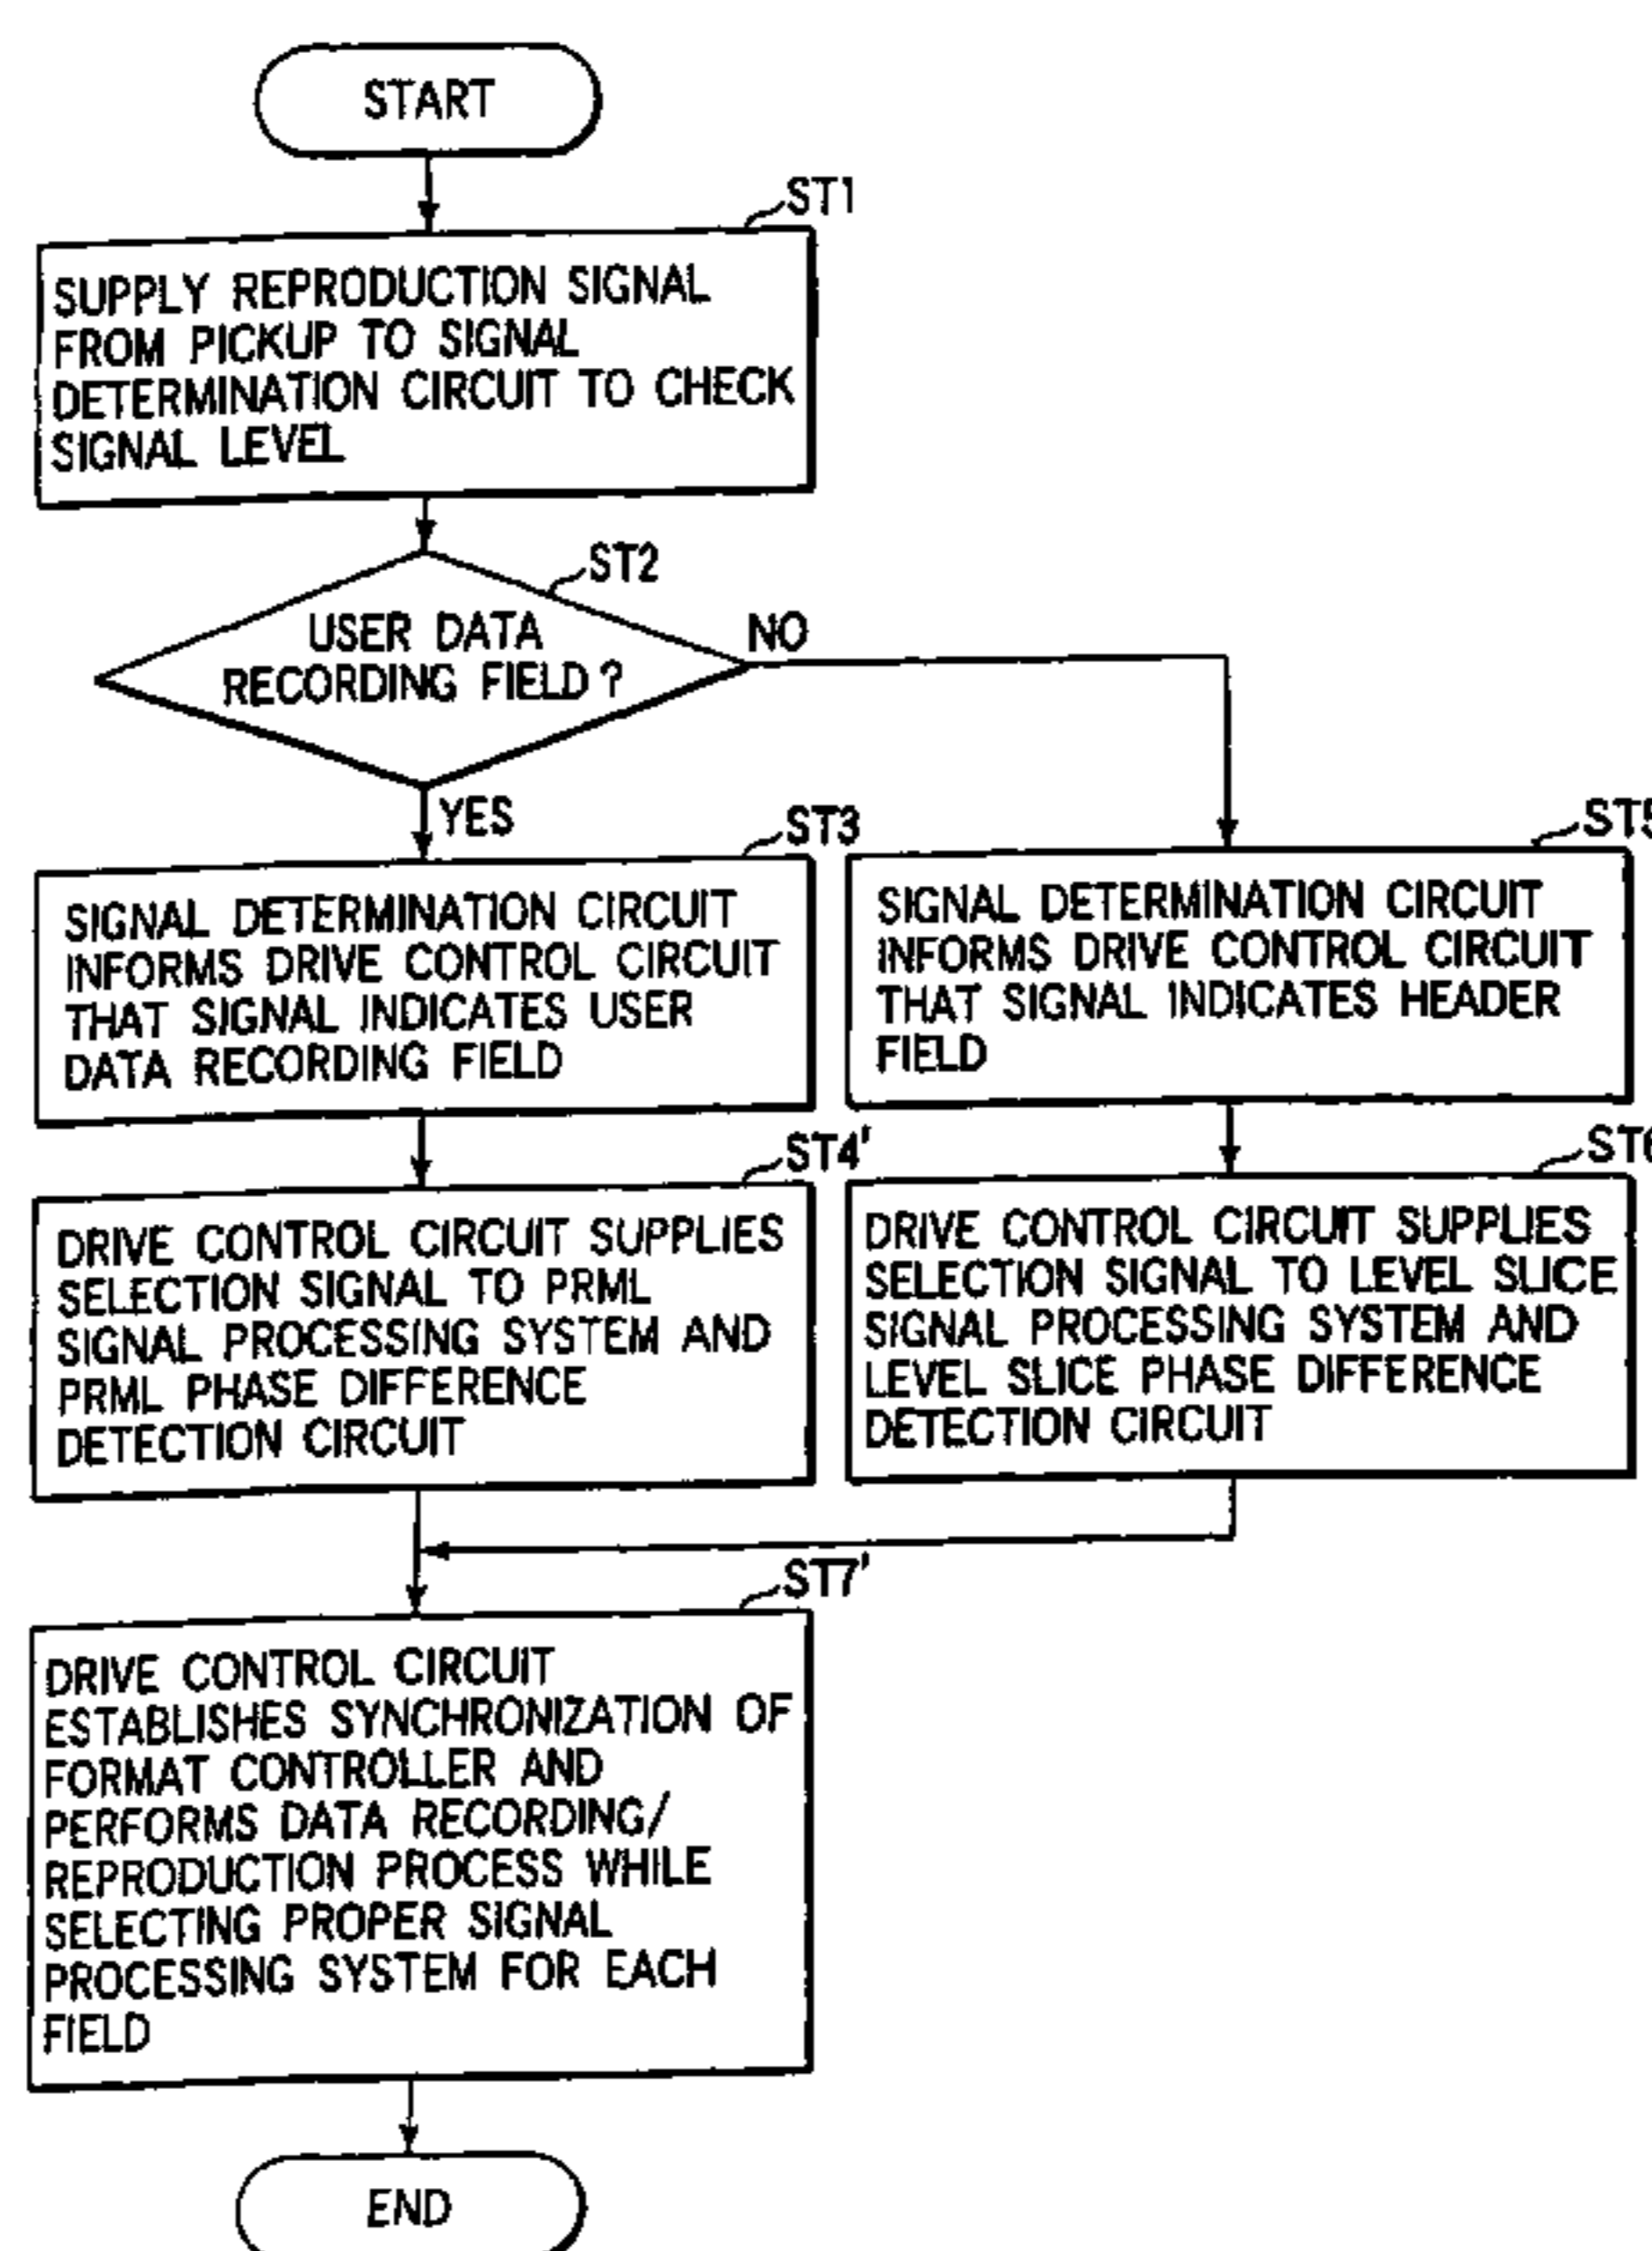 START
ST1
SUPPLY REPRODUCTION SIGNAL
FROM PICKUP TO SIGNAL
DETERMINATION CIRCUIT TO CHECK
SIGNAL LEVEL
ST2
USER DATA
RECORDING FIELD?
NO
YES
ST3
SIGNAL DETERMINATION CIRCUIT
INFORMS DRIVE CONTROL CIRCUIT
THAT SIGNAL INDICATES USER
DATA RECORDING FIELD
ST5
SIGNAL DETERMINATION CIRCUIT
INFORMS DRIVE CONTROL CIRCUIT
THAT SIGNAL INDICATES HEADER
FIELD
ST4'
DRIVE CONTROL CIRCUIT SUPPLIES
SELECTION SIGNAL TO PRML
SIGNAL PROCESSING SYSTEM AND
PRML PHASE DIFFERENCE
DETECTION CIRCUIT
ST6
DRIVE CONTROL CIRCUIT SUPPLIES
SELECTION SIGNAL TO LEVEL SLICE
SIGNAL PROCESSING SYSTEM AND
LEVEL SLICE PHASE DIFFERENCE
DETECTION CIRCUIT
ST7'
DRIVE CONTROL CIRCUIT
ESTABLISHES SYNCHRONIZATION OF
FORMAT CONTROLLER AND
PERFORMS DATA RECORDING/
REPRODUCTION PROCESS WHILE
SELECTING PROPER SIGNAL
PROCESSING SYSTEM FOR EACH
FIELD
END